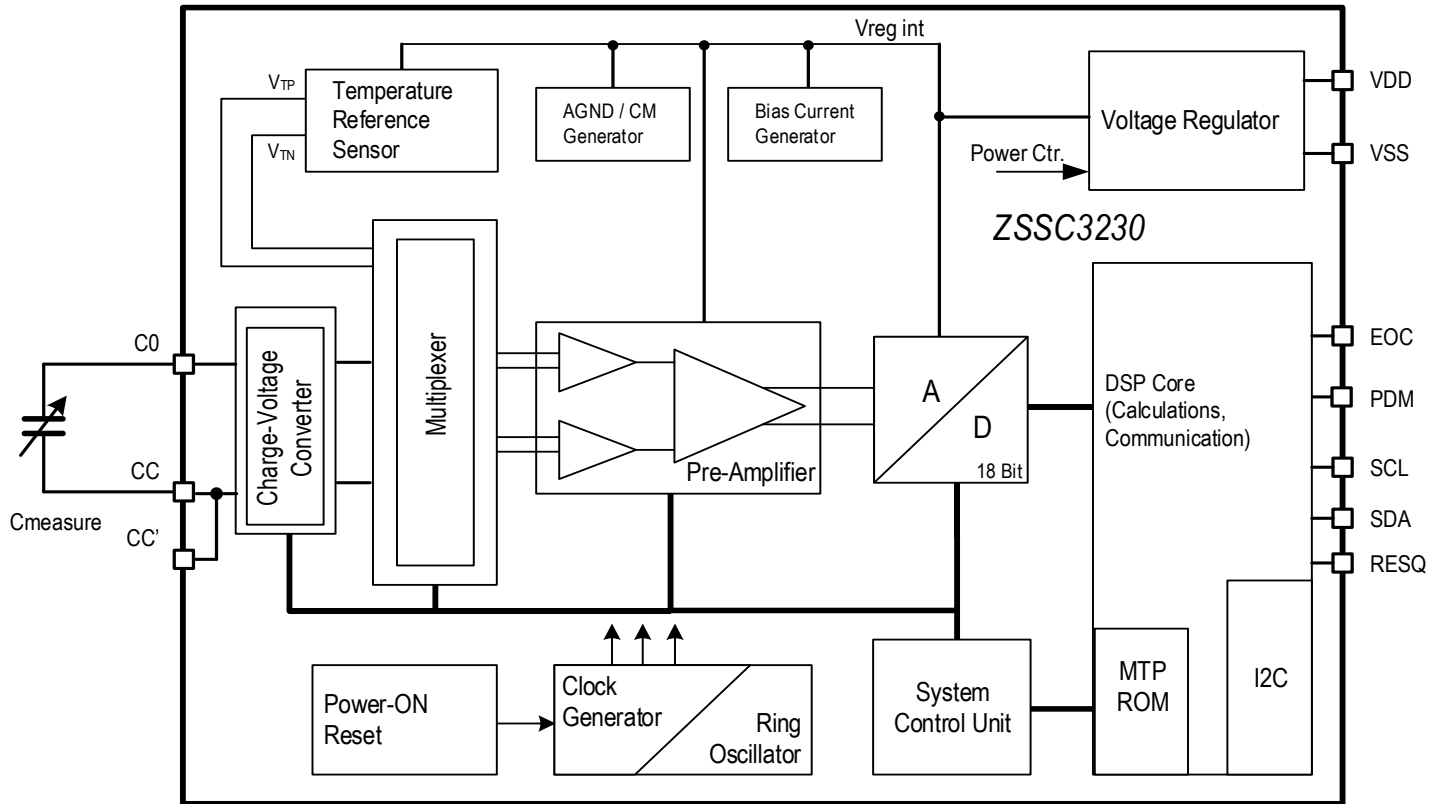 Vreg int
VTP
Temperature
Reference
Sensor
VTN
AGND / CM
Generator
Bias Current
Generator
Voltage Regulator
VDD
VSS
Power Ctr.
ZSSC3230
C0
CC
Cmeasure
CC'
Charge-Voltage
Converter
Multiplexer
Pre-Amplifier
A
D
18 Bit
DSP Core
(Calculations,
Communication)
EOC
PDM
SCL
SDA
RESQ
Power-ON
Reset
Clock
Generator
Ring
Oscillator
System
Control Unit
MTP
ROM
I2C